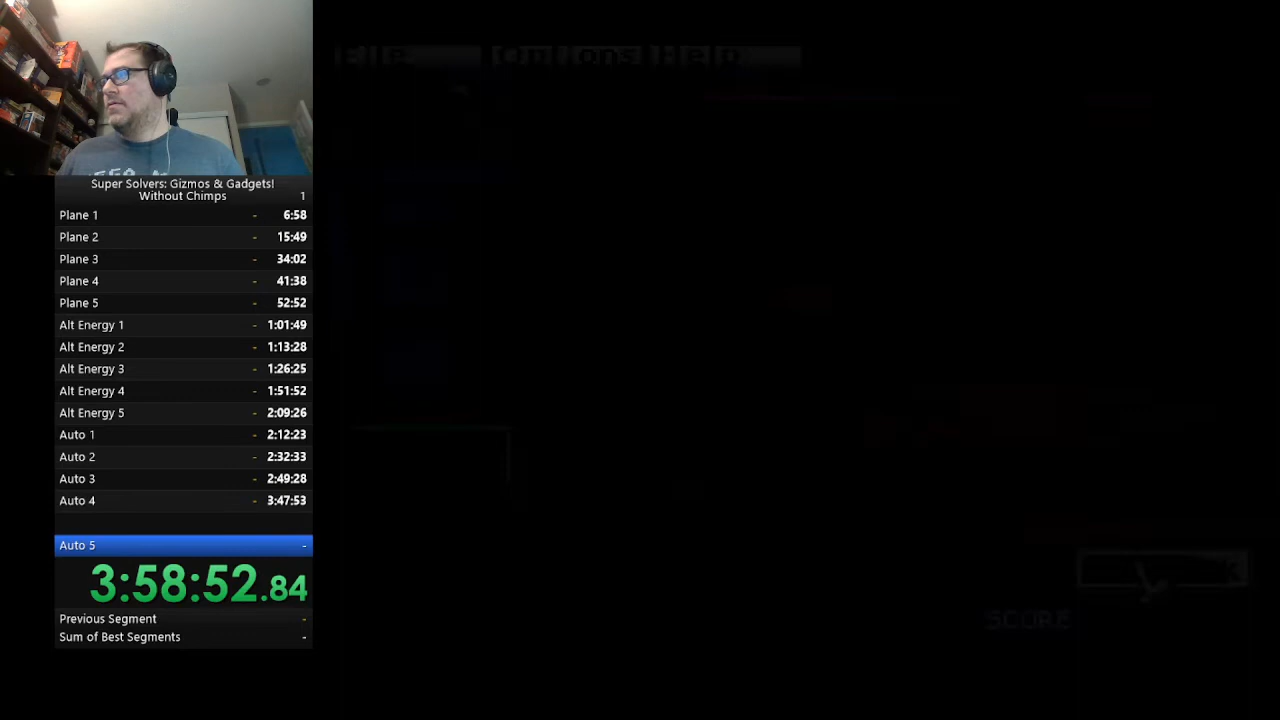 File Options Help
Super Solvers: Gizmos & Gadgets!
Without Chimps 1
Plane 1 - 6:58
Plane 2 - 15:49
Plane 3 - 34:02
Plane 4 - 41:38
Plane 5 - 52:52
Alt Energy 1 - 1:01:49
Alt Energy 2 - 1:13:28
Alt Energy 3 - 1:26:25
Alt Energy 4 - 1:51:52
Alt Energy 5 - 2:09:26
Auto 1 - 2:12:23
Auto 2 - 2:32:33
Auto 3 - 2:49:28
Auto 4 - 3:47:53
Auto 5 -
3:58:52.84
SCORE
Previous Segment -
Sum of Best Segments -